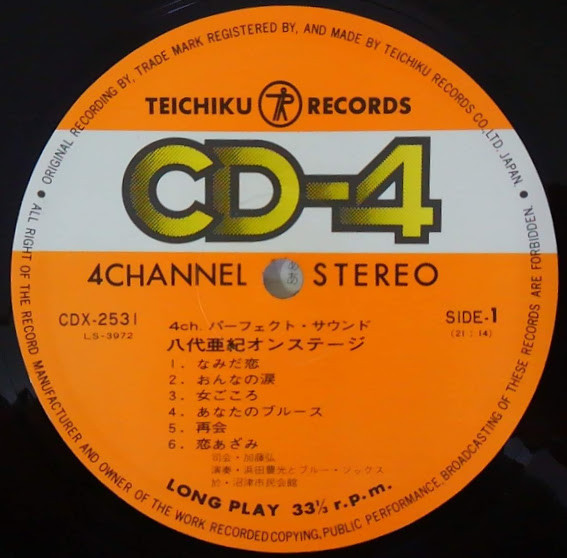 ORIGINAL RECORDING BY, TRADE MARK REGISTERED BY, AND MADE BY TEICHIKU RECORDS CO., LTD. JAPAN.
TEICHIKU RECORDS
CD-4
4CHANNEL STEREO
CDX-2531
LS-3972
SIDE-1
(21:14)
4ch. パーフェクト・サウンド
八代亜紀オンステージ
1. なみだ恋
2. おんなの涙
3. 女ごころ
4. あなたのブルース
5. 再会
6. 恋あざみ
司会・加藤弘
演奏・浜田豊光とブルー・ソックス
於・沼津市民会館
LONG PLAY 33⅓ r.p.m.
ALL RIGHT OF THE RECORD MANUFACTURER AND OWNER OF THE WORK RECORDED COPYING, PUBLIC PERFORMANCE, BROADCASTING OF THESE RECORDS ARE FORBIDDEN.